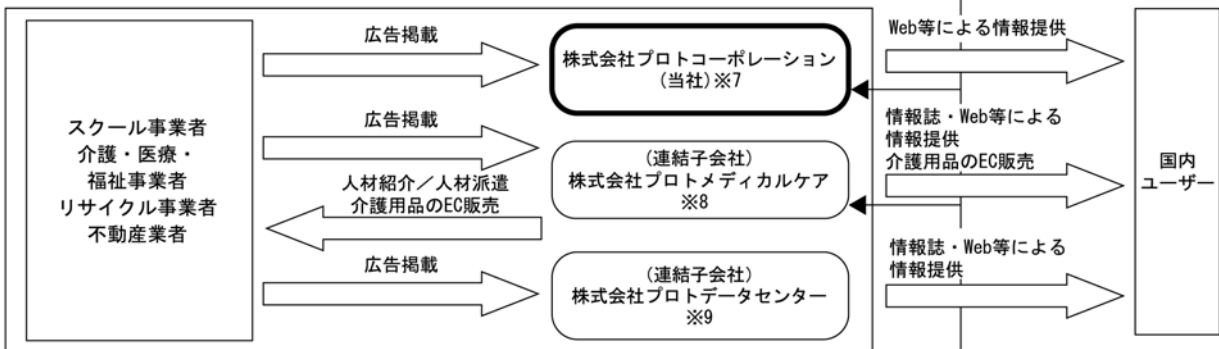 スクール事業者
介護・医療・
福祉事業者
リサイクル事業者
不動産業者
広告掲載
株式会社プロトコーポレーション
(当社)※7
Web等による情報提供
広告掲載
(連結子会社)
株式会社プロトメディカルケア
※8
情報誌・Web等による
情報提供
介護用品のEC販売
人材紹介／人材派遣
介護用品のEC販売
広告掲載
(連結子会社)
株式会社プロトデータセンター
※9
情報誌・Web等による
情報提供
国内
ユーザー